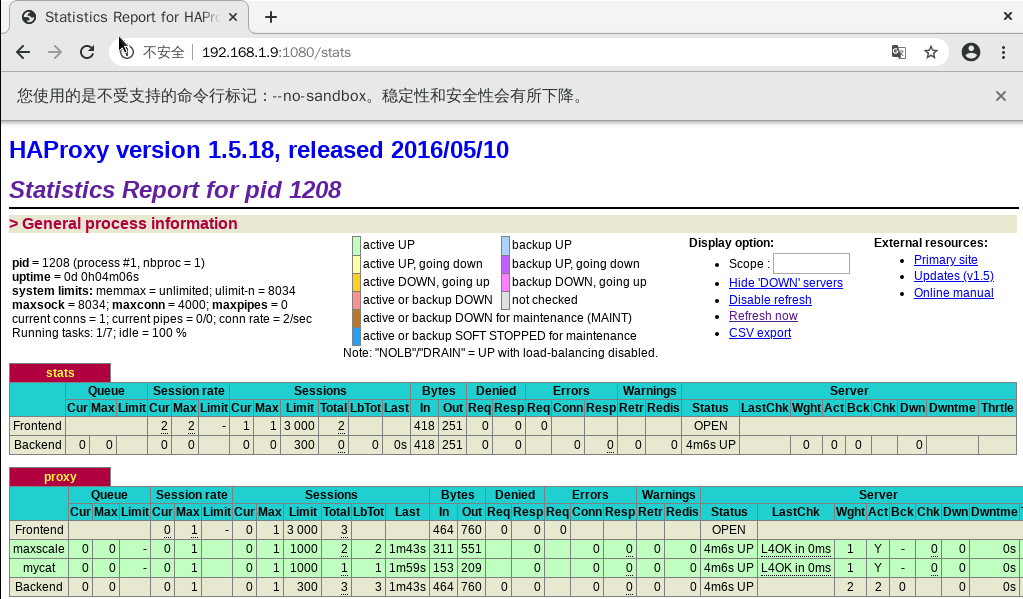 Statistics Report for HAPr
不安全 192.168.1.9:1080/stats
您使用的是不受支持的命令行标记：--no-sandbox。稳定性和安全性会有所下降。
HAProxy version 1.5.18, released 2016/05/10
Statistics Report for pid 1208
> General process information
pid = 1208 (process #1, nbproc = 1)
uptime = 0d 0h04m06s
system limits: memmax = unlimited; ulimit-n = 8034
maxsock = 8034; maxconn = 4000; maxpipes = 0
current conns = 1; current pipes = 0/0; conn rate = 2/sec
Running tasks: 1/7; idle = 100 %
active UP backup UP
active UP, going down backup UP, going down
active DOWN, going up backup DOWN, going up
active or backup DOWN not checked
active or backup DOWN for maintenance (MAINT)
active or backup SOFT STOPPED for maintenance
Note: "NOLB"/"DRAIN" = UP with load-balancing disabled.
Display option:
Scope :
Hide 'DOWN' servers
Disable refresh
Refresh now
CSV export
External resources:
Primary site
Updates (v1.5)
Online manual
stats
Queue Session rate Sessions Bytes Denied Errors Warnings Server
Cur Max Limit Cur Max Limit Cur Max Limit Total LbTot Last In Out Req Resp Req Conn Resp Retr Redis Status LastChk Wght Act Bck Chk Dwn Dwntme Thrtle
Frontend 2 2 - 1 1 3 000 2 418 251 0 0 0 OPEN
Backend 0 0 0 0 0 0 300 0 0 0s 418 251 0 0 0 0 0 0 4m6s UP 0 0 0 0
proxy
Queue Session rate Sessions Bytes Denied Errors Warnings Server
Cur Max Limit Cur Max Limit Cur Max Limit Total LbTot Last In Out Req Resp Req Conn Resp Retr Redis Status LastChk Wght Act Bck Chk Dwn Dwntme
Frontend 0 1 - 0 1 3 000 3 464 760 0 0 0 OPEN
maxscale 0 0 - 0 1 0 1 1000 2 2 1m43s 311 551 0 0 0 0 0 4m6s UP L4OK in 0ms 1 Y - 0 0 0s
mycat 0 0 - 0 1 0 1 1000 1 1 1m59s 153 209 0 0 0 0 0 4m6s UP L4OK in 0ms 1 Y - 0 0 0s
Backend 0 0 0 1 0 1 300 3 3 1m43s 464 760 0 0 0 0 0 0 4m6s UP 2 2 0 0 0s